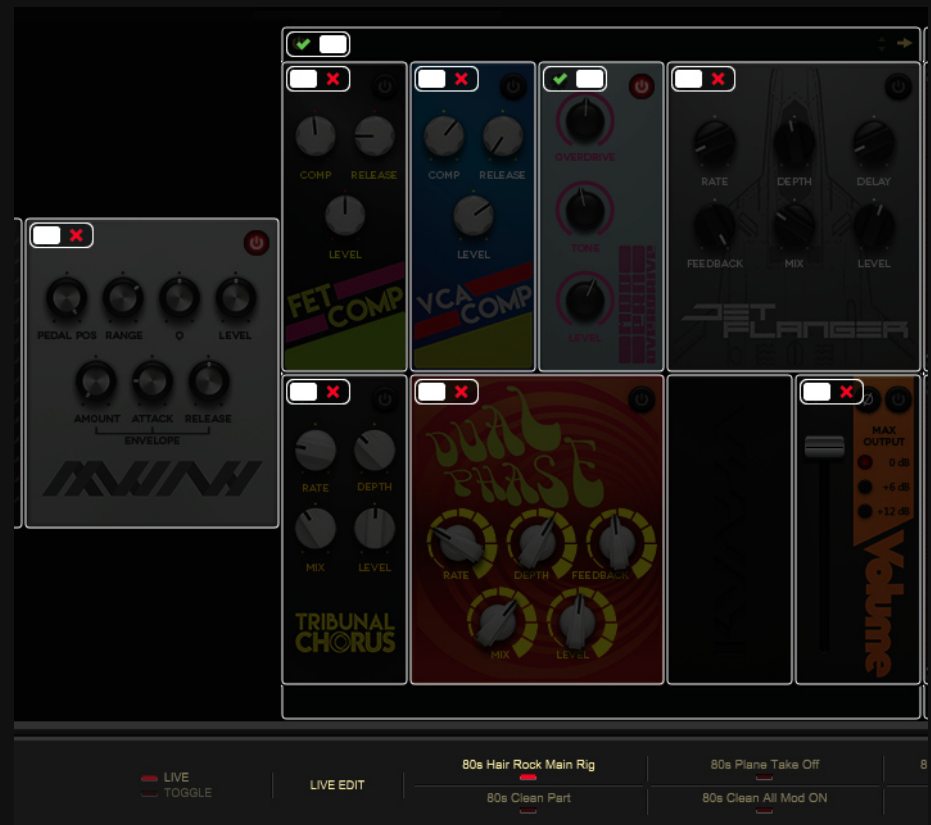 COMP RELEASE
LEVEL
FET
COMP
COMP RELEASE
LEVEL
VCA
COMP
OVERDRIVE
TONE
LEVEL
OVERDRIVE
RATE DEPTH DELAY
FEEDBACK MIX LEVEL
JET
FLANGER
PEDAL POS RANGE Q LEVEL
AMOUNT ATTACK RELEASE
ENVELOPE
RATE DEPTH
MIX LEVEL
TRIBUNAL
CHORUS
DUAL
PHASE
RATE DEPTH FEEDBACK
MIX LEVEL
MAX
OUTPUT
0 dB
+6 dB
+12 dB
Volume
LIVE
TOGGLE
LIVE EDIT
80s Hair Rock Main Rig
80s Plane Take Off
8
80s Clean Part
80s Clean All Mod ON